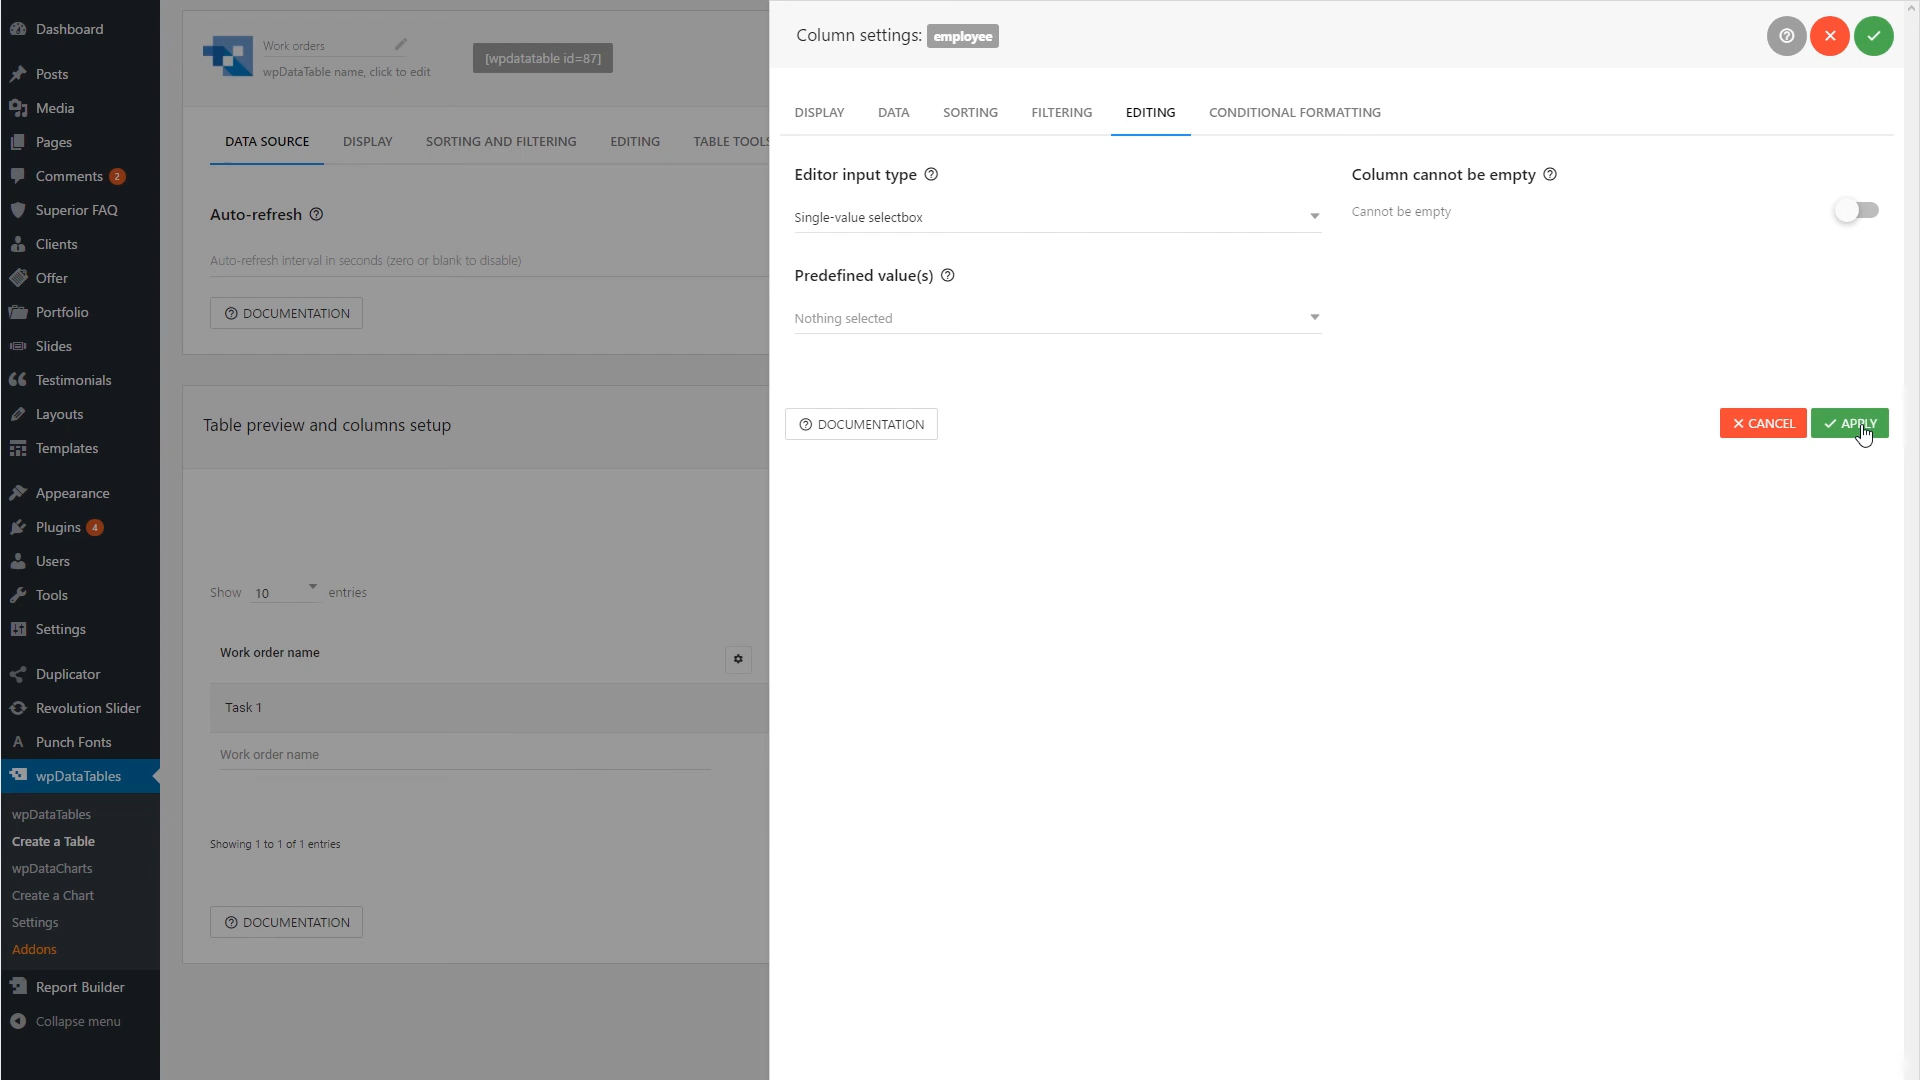 Dashboard
Posts
Media
Pages
Comments 2
Superior FAQ
Clients
Offer
Portfolio
Slides
Testimonials
Layouts
Templates
Appearance
Plugins 4
Users
Tools
Settings
Duplicator
Revolution Slider
Punch Fonts
wpDataTables
wpDataTables
Create a Table
wpDataCharts
Create a Chart
Settings
Addons
Report Builder
Collapse menu
Work orders
wpDataTable name, click to edit
[wpdatatable id=87]
DATA SOURCE DISPLAY SORTING AND FILTERING EDITING TABLE TOOLS
Auto-refresh
Auto-refresh interval in seconds (zero or blank to disable)
DOCUMENTATION
Table preview and columns setup
Show 10 entries
Work order name
Task 1
Work order name
Showing 1 to 1 of 1 entries
DOCUMENTATION
Column settings: employee
DISPLAY DATA SORTING FILTERING EDITING CONDITIONAL FORMATTING
Editor input type
Single-value selectbox
Column cannot be empty
Cannot be empty
Predefined value(s)
Nothing selected
DOCUMENTATION
CANCEL APPLY